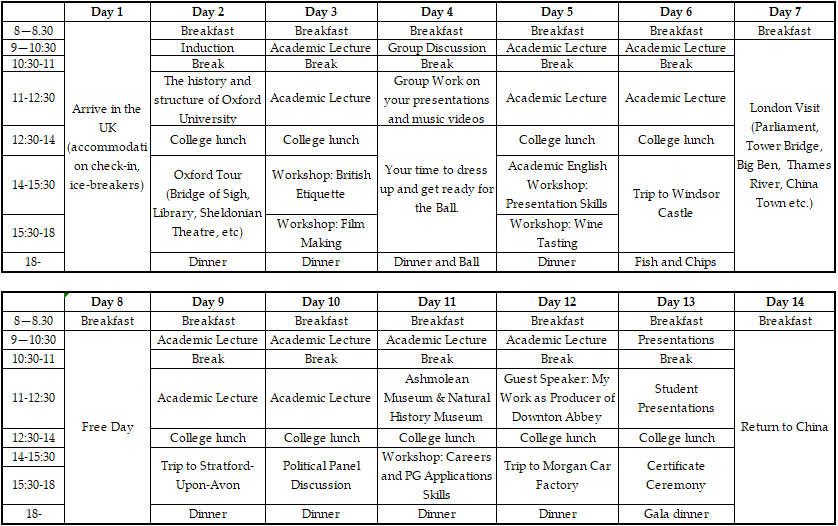 Day 1 Day 2 Day 3 Day 4 Day 5 Day 6 Day 7
8—8.30 Breakfast Breakfast Breakfast Breakfast Breakfast Breakfast
9—10:30 Induction Academic Lecture Group Discussion Academic Lecture Academic Lecture
10:30-11 Break Break Break Break Break
11-12:30
Arrive in the
UK
(accommodati
on check-in,
ice-breakers)
The history and
structure of Oxford
University
Academic Lecture
Group Work on
your presentations
and music videos
Academic Lecture
Academic Lecture
London Visit
(Parliament,
Tower Bridge,
Big Ben, Thames
River, China
Town etc.)
12:30-14 College lunch College lunch College lunch College lunch
14-15:30
Oxford Tour
(Bridge of Sigh,
Library, Sheldonian
Theatre, etc)
Workshop: British
Etiquette
Your time to dress
up and get ready for
the Ball.
Academic English
Workshop:
Presentation Skills
Trip to Windsor
Castle
15:30-18
Workshop: Film
Making
Workshop: Wine
Tasting
18- Dinner Dinner Dinner and Ball Dinner Fish and Chips
Day 8 Day 9 Day 10 Day 11 Day 12 Day 13 Day 14
8—8.30 Breakfast Breakfast Breakfast Breakfast Breakfast Breakfast Breakfast
9—10:30 Academic Lecture Academic Lecture Academic Lecture Academic Lecture Presentations
10:30-11 Break Break Break Break Break
11-12:30
Free Day
Academic Lecture
Academic Lecture
Ashmolean
Museum & Natural
History Museum
Guest Speaker: My
Work as Producer of
Downton Abbey
Student
Presentations
Return to China
12:30-14 College lunch College lunch College lunch College lunch College lunch
14-15:30
15:30-18
Trip to Stratford-
Upon-Avon
Political Panel
Discussion
Workshop: Careers
and PG Applications
Skills
Trip to Morgan Car
Factory
Certificate
Ceremony
18- Dinner Dinner Dinner Dinner Gala dinner